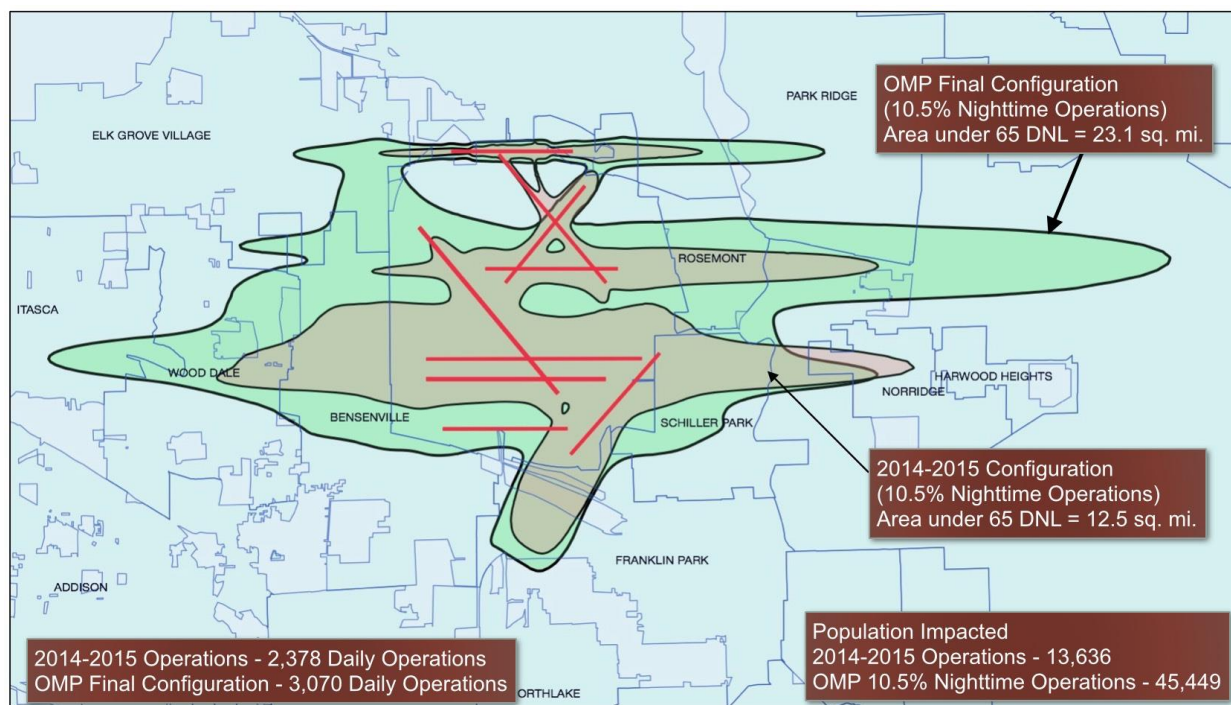 PARK RIDGE
OMP Final Configuration
(10.5% Nighttime Operations)
Area under 65 DNL = 23.1 sq. mi.
ELK GROVE VILLAGE
ROSEMONT
ITASCA
WOOD DALE
HARWOOD HEIGHTS
NORRIDGE
BENSENVILLE
SCHILLER PARK
2014-2015 Configuration
(10.5% Nighttime Operations)
Area under 65 DNL = 12.5 sq. mi.
FRANKLIN PARK
ADDISON
2014-2015 Operations - 2,378 Daily Operations
OMP Final Configuration - 3,070 Daily Operations
ORTHLAKE
Population Impacted
2014-2015 Operations - 13,636
OMP 10.5% Nighttime Operations - 45,449